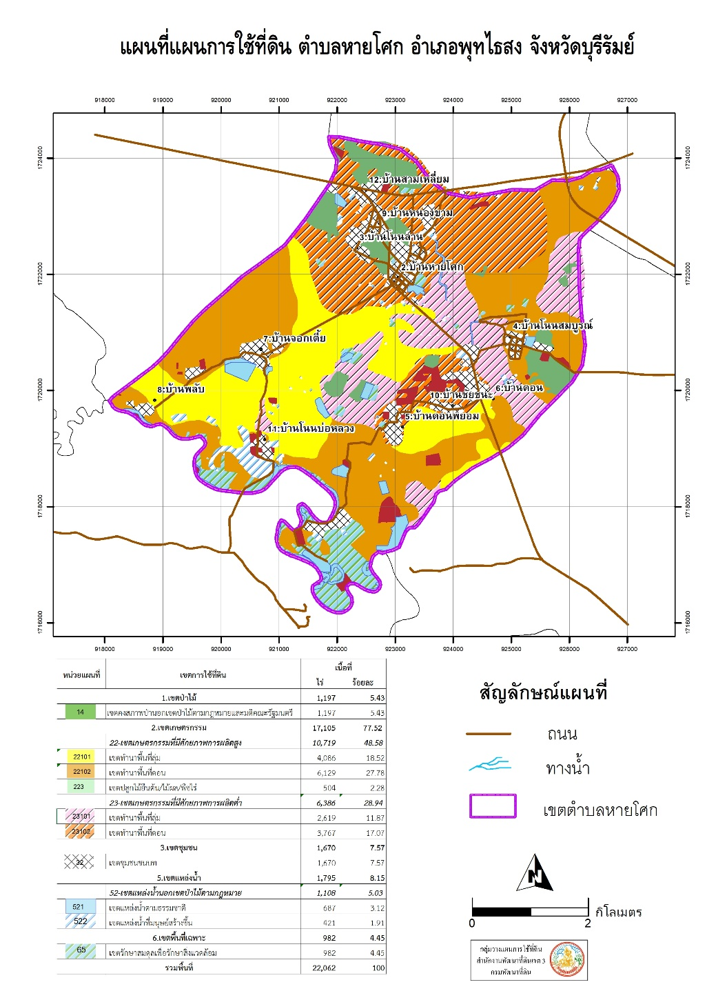 แผนที่แผนการใช้ที่ดิน ตำบลหายโศก อำเภอพุทไธสง จังหวัดบุรีรัมย์
918000 919000 920000 921000 922000 923000 924000 925000 926000 927000
1724000 1724000
1722000 1722000
1720000 1720000
1718000 1718000
1716000 1716000
12:บ้านสามเหลี่ยม
9:บ้านหนองขาม
3:บ้านโนนล้าน
2:บ้านหายโศก
4:บ้านโนนสมบูรณ์
7:บ้านจอกเตี้ย
8:บ้านพลับ
6:บ้านดอน
10:บ้านชัยชนะ
5:บ้านดอนพยอม
11:บ้านโนนบ่อหลวง
918000 919000 920000 921000 922000 923000 924000 925000 926000 927000
หน่วยแผนที่ เขตการใช้ที่ดิน เนื้อที่
ไร่ ร้อยละ
1.เขตป่าไม้ 1,197 5.43
14 เขตคงสภาพป่านอกเขตป่าไม้ตามกฎหมายและมติคณะรัฐมนตรี 1,197 5.43
2.เขตเกษตรกรรม 17,105 77.52
22-เขตเกษตรกรรมที่มีศักยภาพการผลิตสูง 10,719 48.58
22101 เขตทำนาพื้นที่ลุ่ม 4,086 18.52
22102 เขตทำนาพื้นที่ดอน 6,129 27.78
223 เขตปลูกไม้ยืนต้น/ไม้ผล/พืชไร่ 504 2.28
23-เขตเกษตรกรรมที่มีศักยภาพการผลิตต่ำ 6,386 28.94
23101 เขตทำนาพื้นที่ลุ่ม 2,619 11.87
23102 เขตทำนาพื้นที่ดอน 3,767 17.07
3.เขตชุมชน 1,670 7.57
32 เขตชุมชนชนบท 1,670 7.57
5.เขตแหล่งน้ำ 1,795 8.15
52-เขตแหล่งน้ำนอกเขตป่าไม้ตามกฎหมาย 1,108 5.03
521 เขตแหล่งน้ำตามธรรมชาติ 687 3.12
522 เขตแหล่งน้ำที่มนุษย์สร้างขึ้น 421 1.91
6.เขตพื้นที่เฉพาะ 982 4.45
65 เขตรักษาสมดุลเพื่อรักษาสิ่งแวดล้อม 982 4.45
รวมพื้นที่ 22,062 100
สัญลักษณ์แผนที่
ถนน
ทางน้ำ
เขตตำบลหายโศก
N
0 2 กิโลเมตร
กลุ่มวางแผนการใช้ที่ดิน
สำนักงานพัฒนาที่ดินเขต 3
กรมพัฒนาที่ดิน